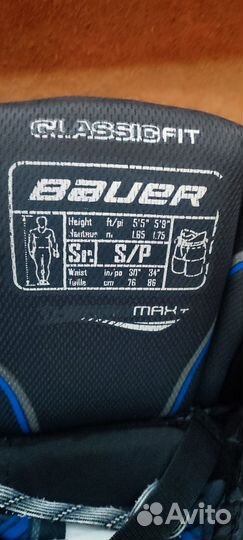 CLASSICFIT
BAUER
Height ft/pi 5'5" 5'9"
Hauteur m. 1.65 1.75
Sr. S/P
Waist in/po 30" 34"
Taille cm 76 86
MAX
Avito